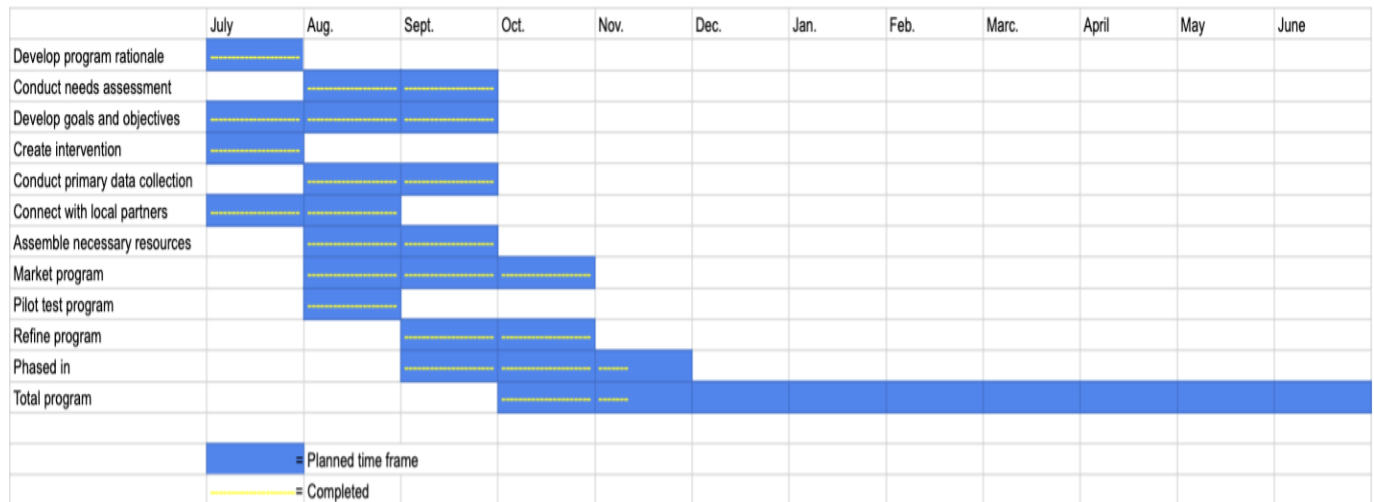 July Aug. Sept. Oct. Nov. Dec. Jan. Feb. Marc. April May June
Develop program rationale
Conduct needs assessment
Develop goals and objectives
Create intervention
Conduct primary data collection
Connect with local partners
Assemble necessary resources
Market program
Pilot test program
Refine program
Phased in
Total program
= Planned time frame
= Completed